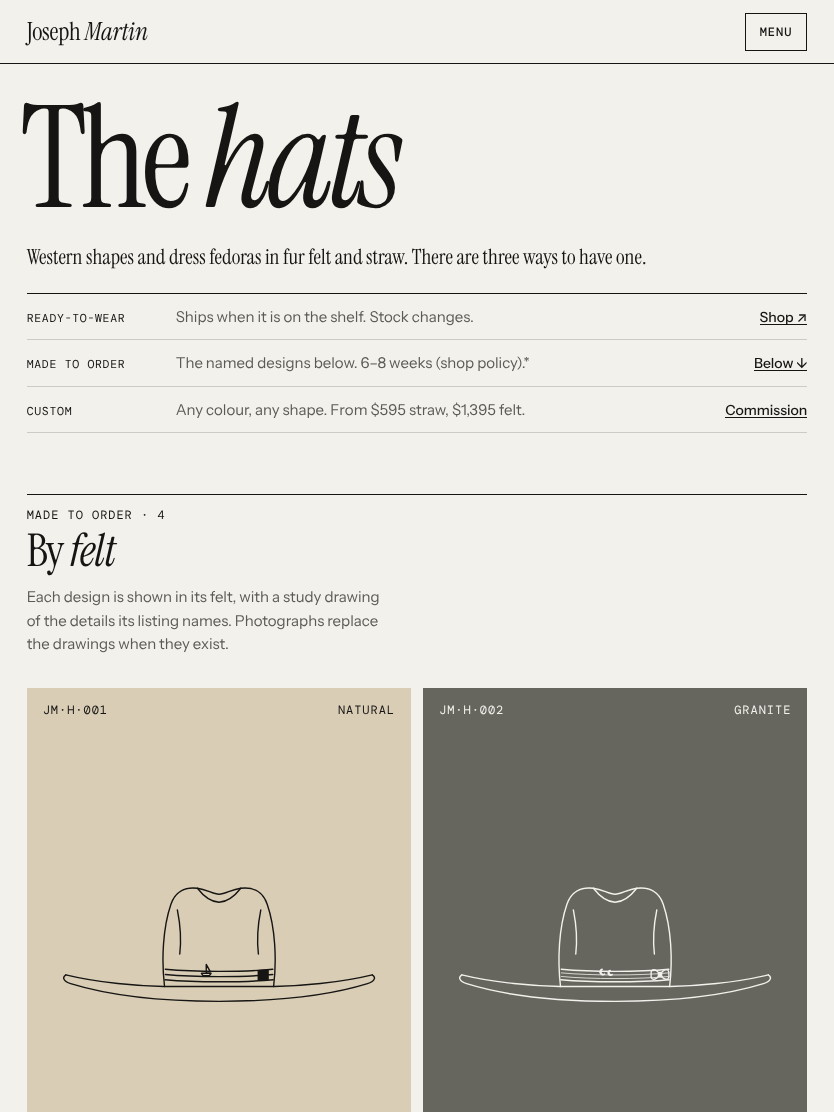 Joseph Martin
MENU
The hats
Western shapes and dress fedoras in fur felt and straw. There are three ways to have one.
READY-TO-WEAR Ships when it is on the shelf. Stock changes. Shop ↗
MADE TO ORDER The named designs below. 6–8 weeks (shop policy).* Below ↓
CUSTOM Any colour, any shape. From $595 straw, $1,395 felt. Commission
MADE TO ORDER · 4
By felt
Each design is shown in its felt, with a study drawing
of the details its listing names. Photographs replace
the drawings when they exist.
JM·H·001 NATURAL
JM·H·002 GRANITE